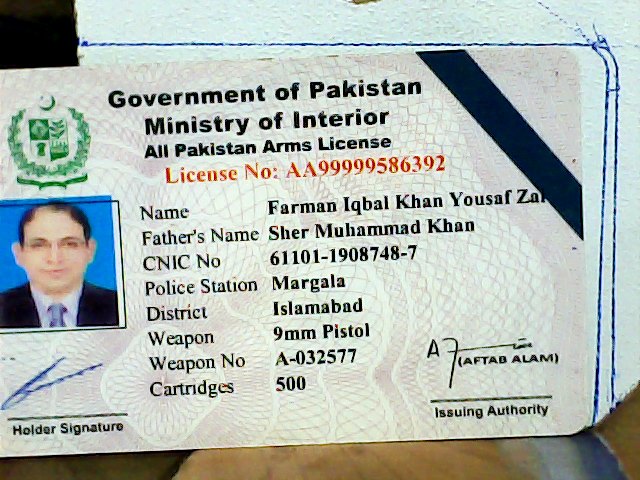 Government of Pakistan
Ministry of Interior
All Pakistan Arms License
License No: AA99999586392
Name Farman Iqbal Khan Yousaf Zai
Father's Name Sher Muhammad Khan
CNIC No 61101-1908748-7
Police Station Margala
District Islamabad
Weapon 9mm Pistol
Weapon No A-032577
Cartridges 500
(AFTAB ALAM)
Holder Signature
Issuing Authority